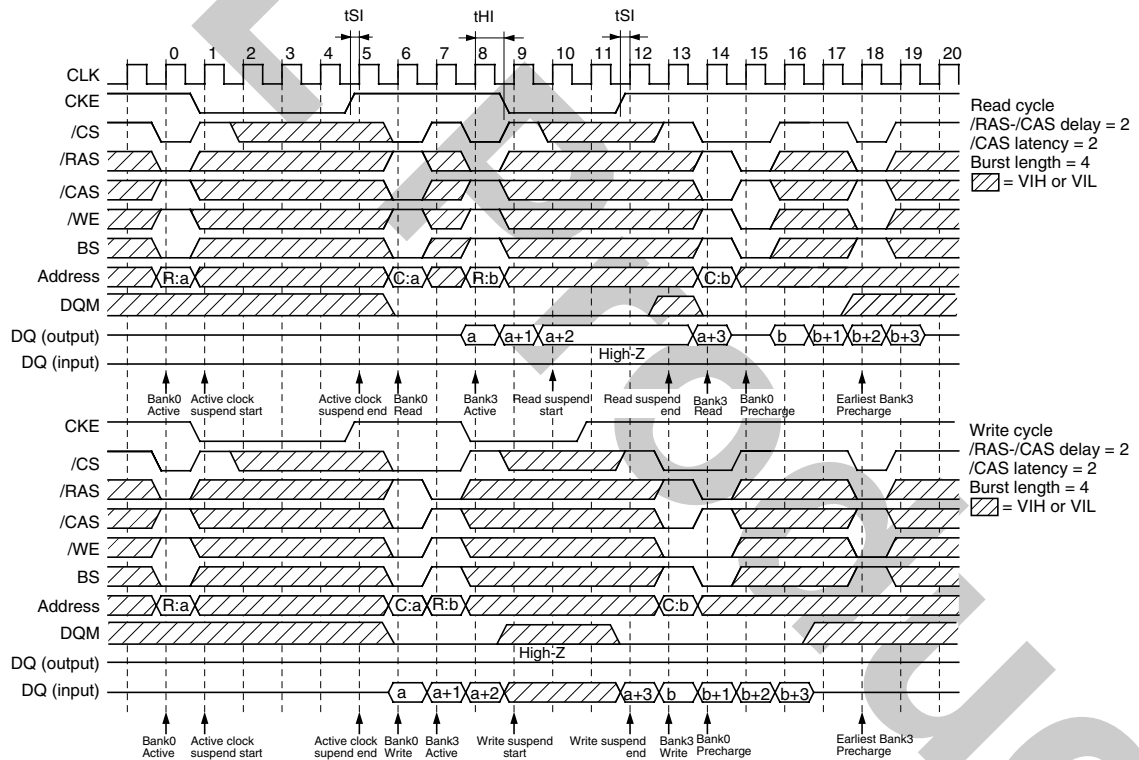 tSI tHI tSI
0 1 2 3 4 5 6 7 8 9 10 11 12 13 14 15 16 17 18 19 20
CLK
CKE
/CS
/RAS
/CAS
/WE
BS
Address R:a C:a R:b C:b
DQM
DQ (output) a a+1 a+2 a+3 b b+1 b+2 b+3
High-Z
DQ (input)
Read cycle
/RAS-/CAS delay = 2
/CAS latency = 2
Burst length = 4
= VIH or VIL
Bank0 Active
Active clock suspend start
Active clock suspend end
Bank0 Read
Bank3 Active
Read suspend start
Read suspend end
Bank3 Read
Bank0 Precharge
Earliest Bank3 Precharge
CKE
/CS
/RAS
/CAS
/WE
BS
Address R:a C:a R:b C:b
DQM
High-Z
DQ (output)
DQ (input) a a+1 a+2 a+3 b b+1 b+2 b+3
Write cycle
/RAS-/CAS delay = 2
/CAS latency = 2
Burst length = 4
= VIH or VIL
Bank0 Active
Active clock suspend start
Active clock supend end
Bank0 Write
Bank3 Active
Write suspend start
Write suspend end
Bank3 Write
Bank0 Precharge
Earliest Bank3 Precharge